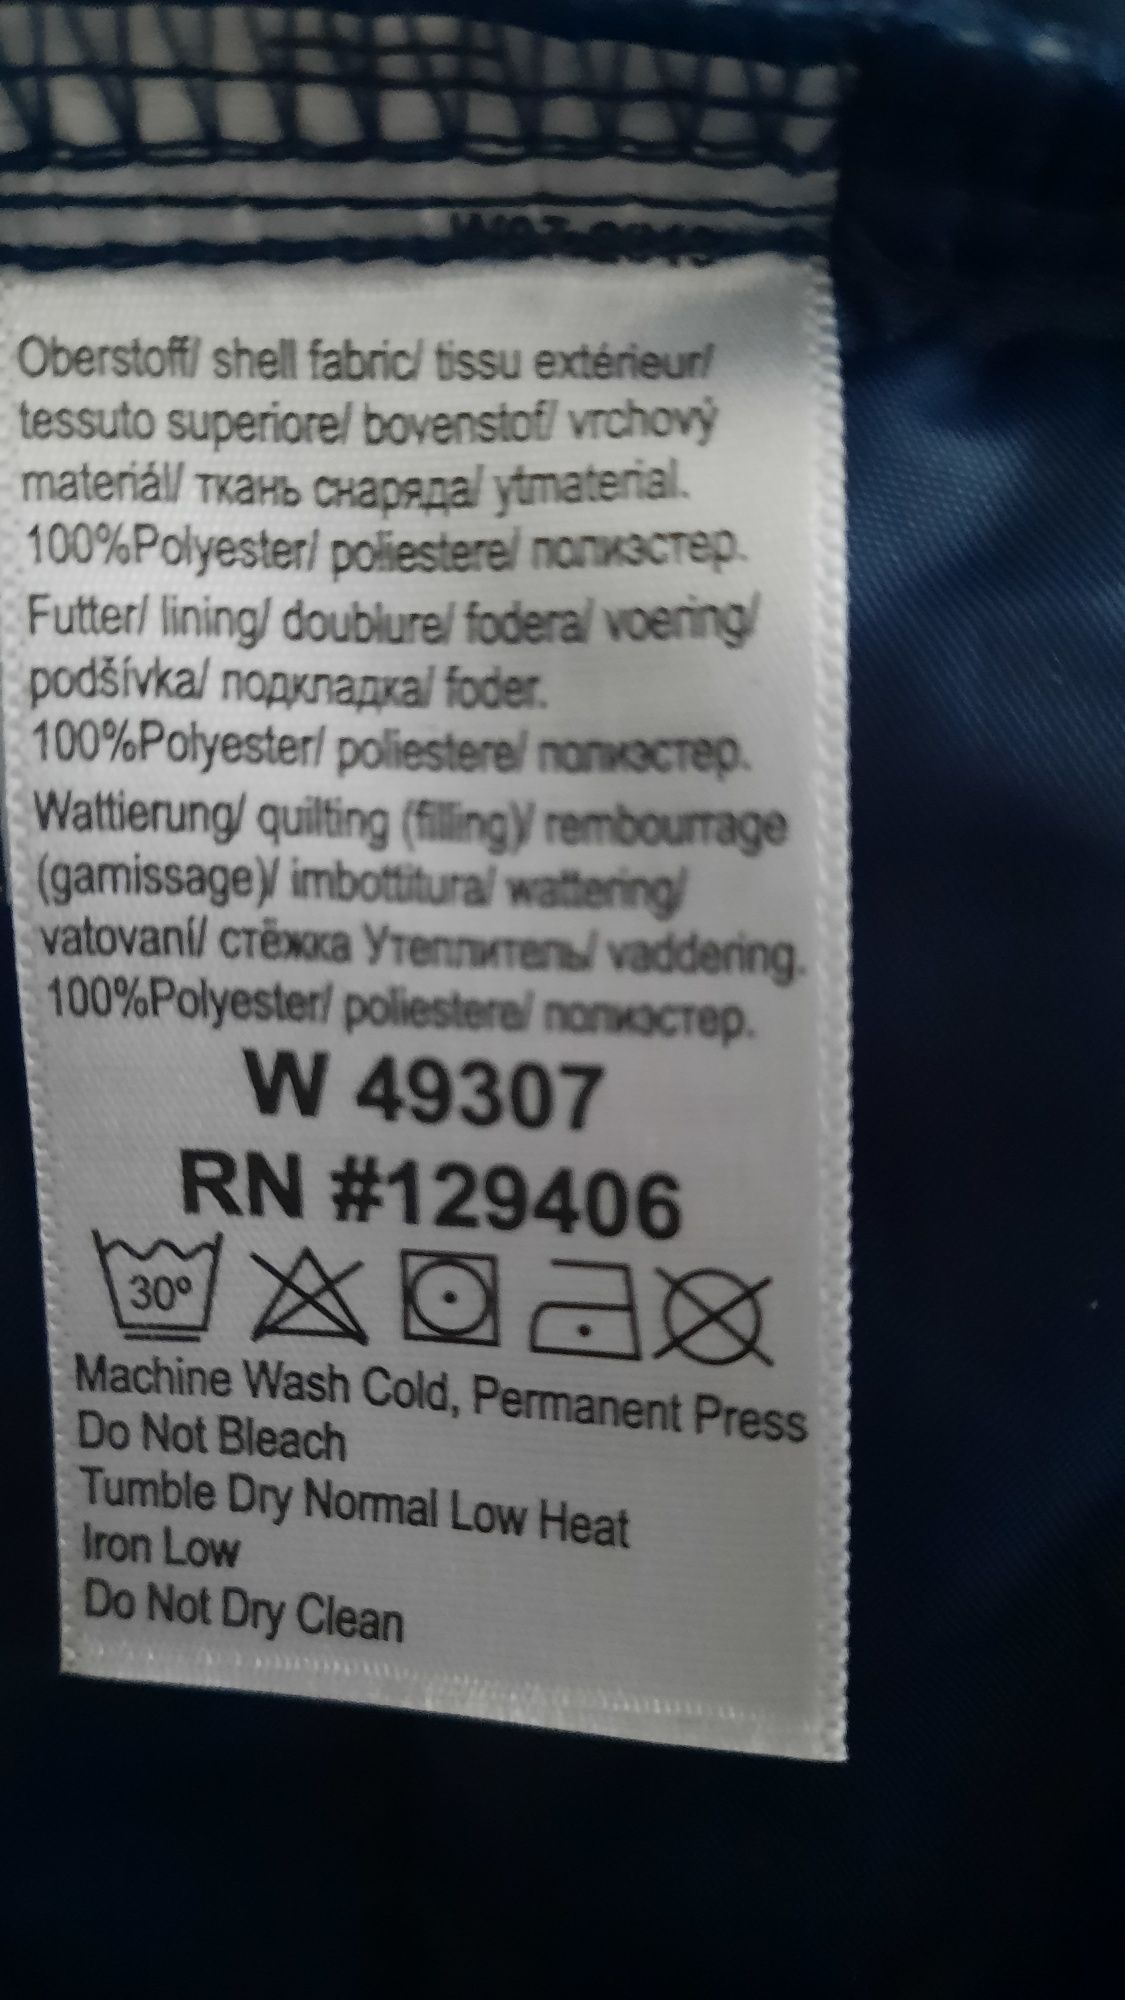 Oberstoff/ shell fabric/ tissu extérieur/
tessuto superiore/ bovenstof/ vrchový
materiál/ ткань снаряда/ ytmaterial.
100%Polyester/ poliestere/ полиэстер.
Futter/ lining/ doublure/ fodera/ voering/
podšívka/ подкладка/ foder.
100%Polyester/ poliestere/ полиэстер.
Wattierung/ quilting (filling)/ rembourrage
(garnissage)/ imbottitura/ wattering/
vatovaní/ стёжка Утеплитель/ vaddering.
100%Polyester/ poliestere/ полиэстер.
W 49307
RN #129406
30º
Machine Wash Cold, Permanent Press
Do Not Bleach
Tumble Dry Normal Low Heat
Iron Low
Do Not Dry Clean